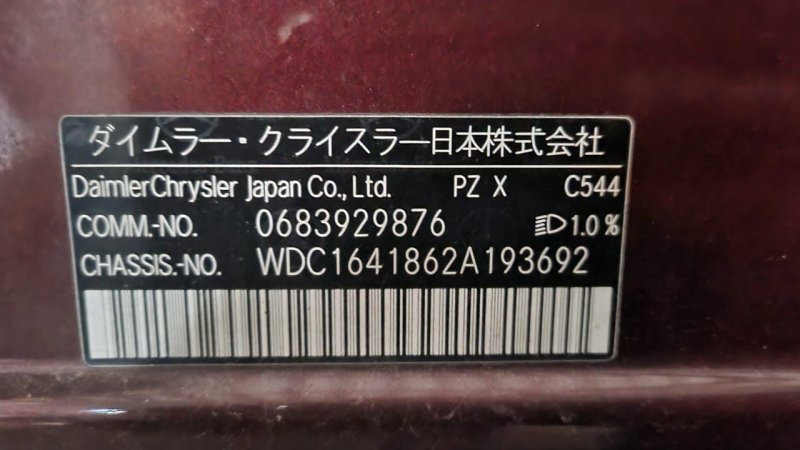 ダイムラー・クライスラー日本株式会社
DaimlerChrysler Japan Co., Ltd. PZ X C544
COMM.-NO. 0683929876 1.0%
CHASSIS.-NO. WDC1641862A193692